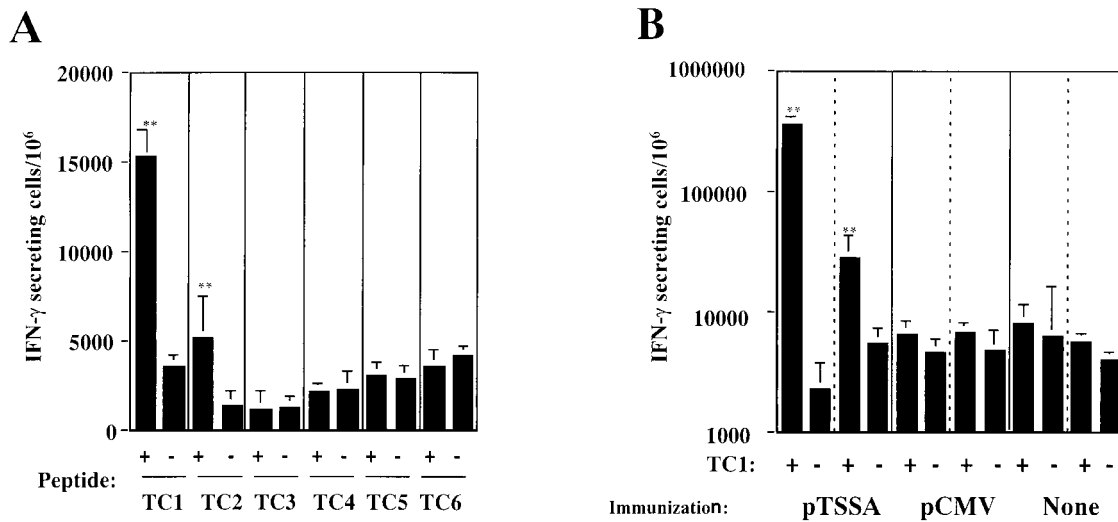 A
IFN-γ secreting cells/10⁶
20000
15000
10000
5000
0
**
**
+ - + - + - + - + - + -
Peptide:
TC1 TC2 TC3 TC4 TC5 TC6
B
IFN-γ secreting cells/10⁶
1000000
100000
10000
1000
**
**
TC1: + - + - + - + - + - + -
Immunization: pTSSA pCMV None